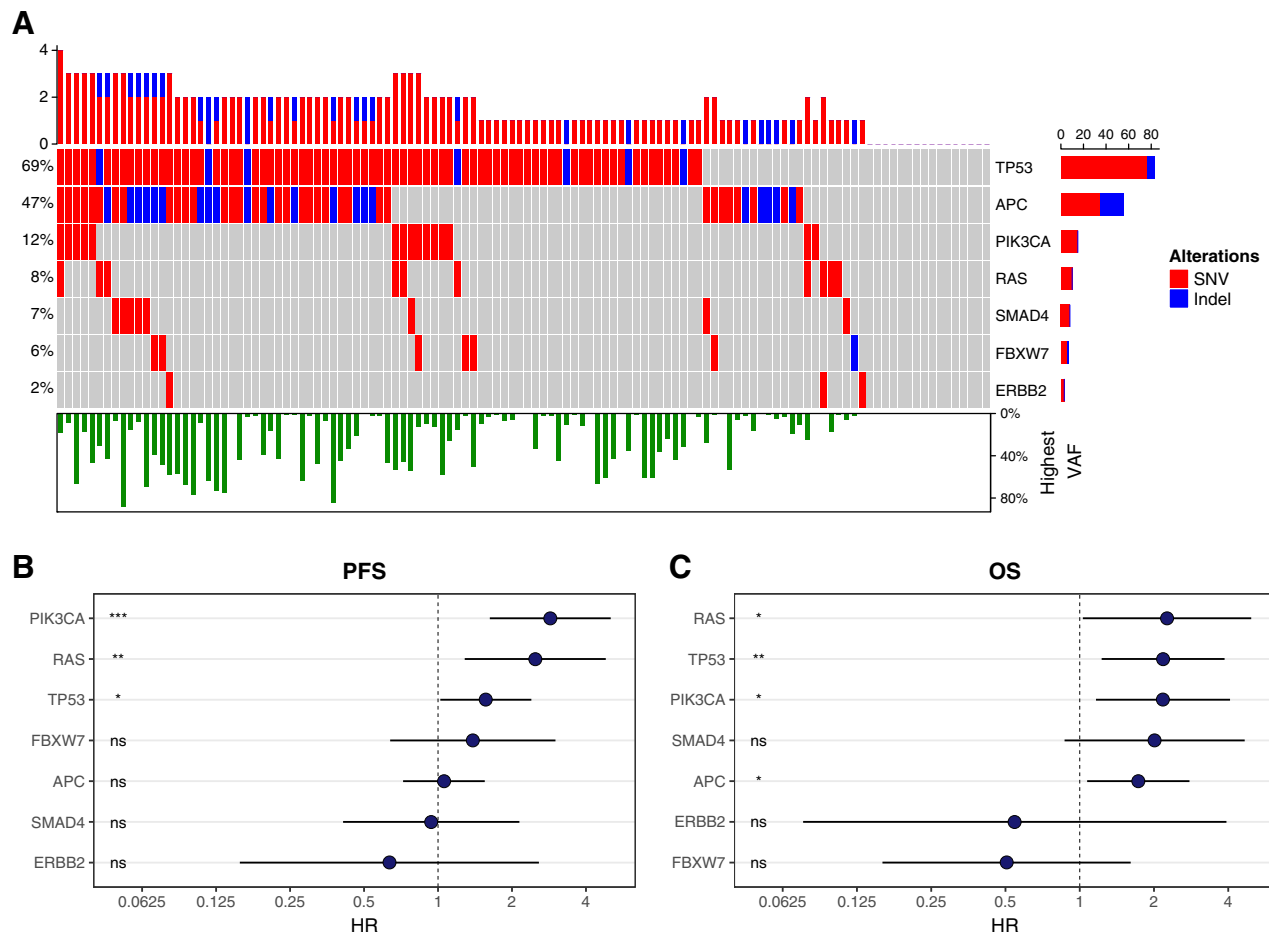 A
4
2
0
0 20 40 60 80
69% TP53
47% APC
12% PIK3CA
8% RAS
7% SMAD4
6% FBXW7
2% ERBB2
Alterations
SNV
Indel
0%
40%
80%
Highest
VAF
B
PFS
PIK3CA ***
RAS **
TP53 *
FBXW7 ns
APC ns
SMAD4 ns
ERBB2 ns
0.0625 0.125 0.25 0.5 1 2 4
HR
C
OS
RAS *
TP53 **
PIK3CA *
SMAD4 ns
APC *
ERBB2 ns
FBXW7 ns
0.0625 0.125 0.25 0.5 1 2 4
HR